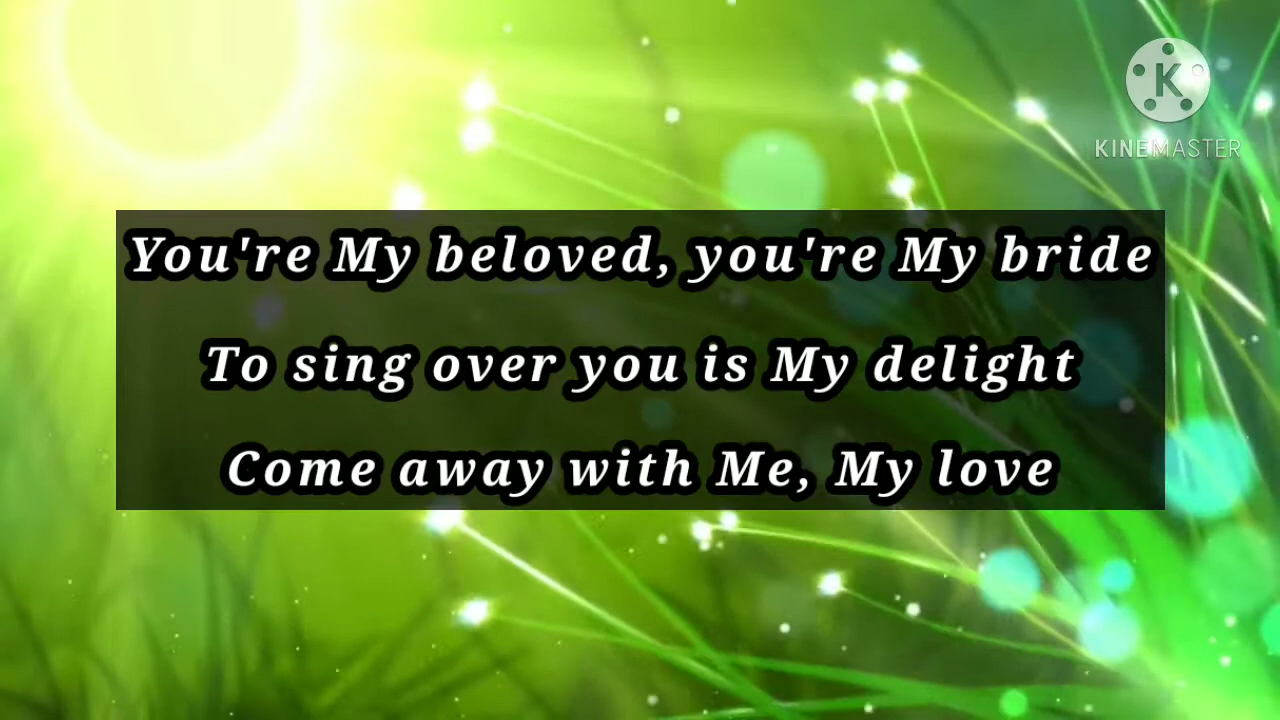 KINEMASTER
You're My beloved, you're My bride
To sing over you is My delight
Come away with Me, My love